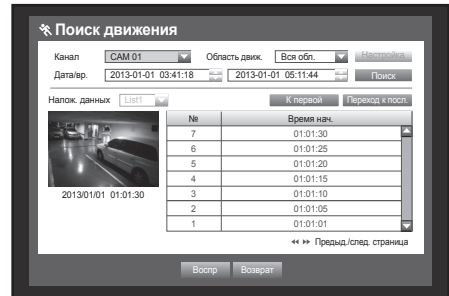 Поиск движения
Канал CAM 01 Область движ. Вся обл. Настройка
Дата/вр. 2013-01-01 03:41:18 2013-01-01 05:11:44 Поиск
Налож. данных List1 К первой Переход к посл.
№ Время нач.
7 01:01:30
6 01:01:25
5 01:01:20
4 01:01:15
3 01:01:10
2 01:01:05
1 01:01:01
2013/01/01 01:01:30
Предыд./след. страница
Воспр Возврат